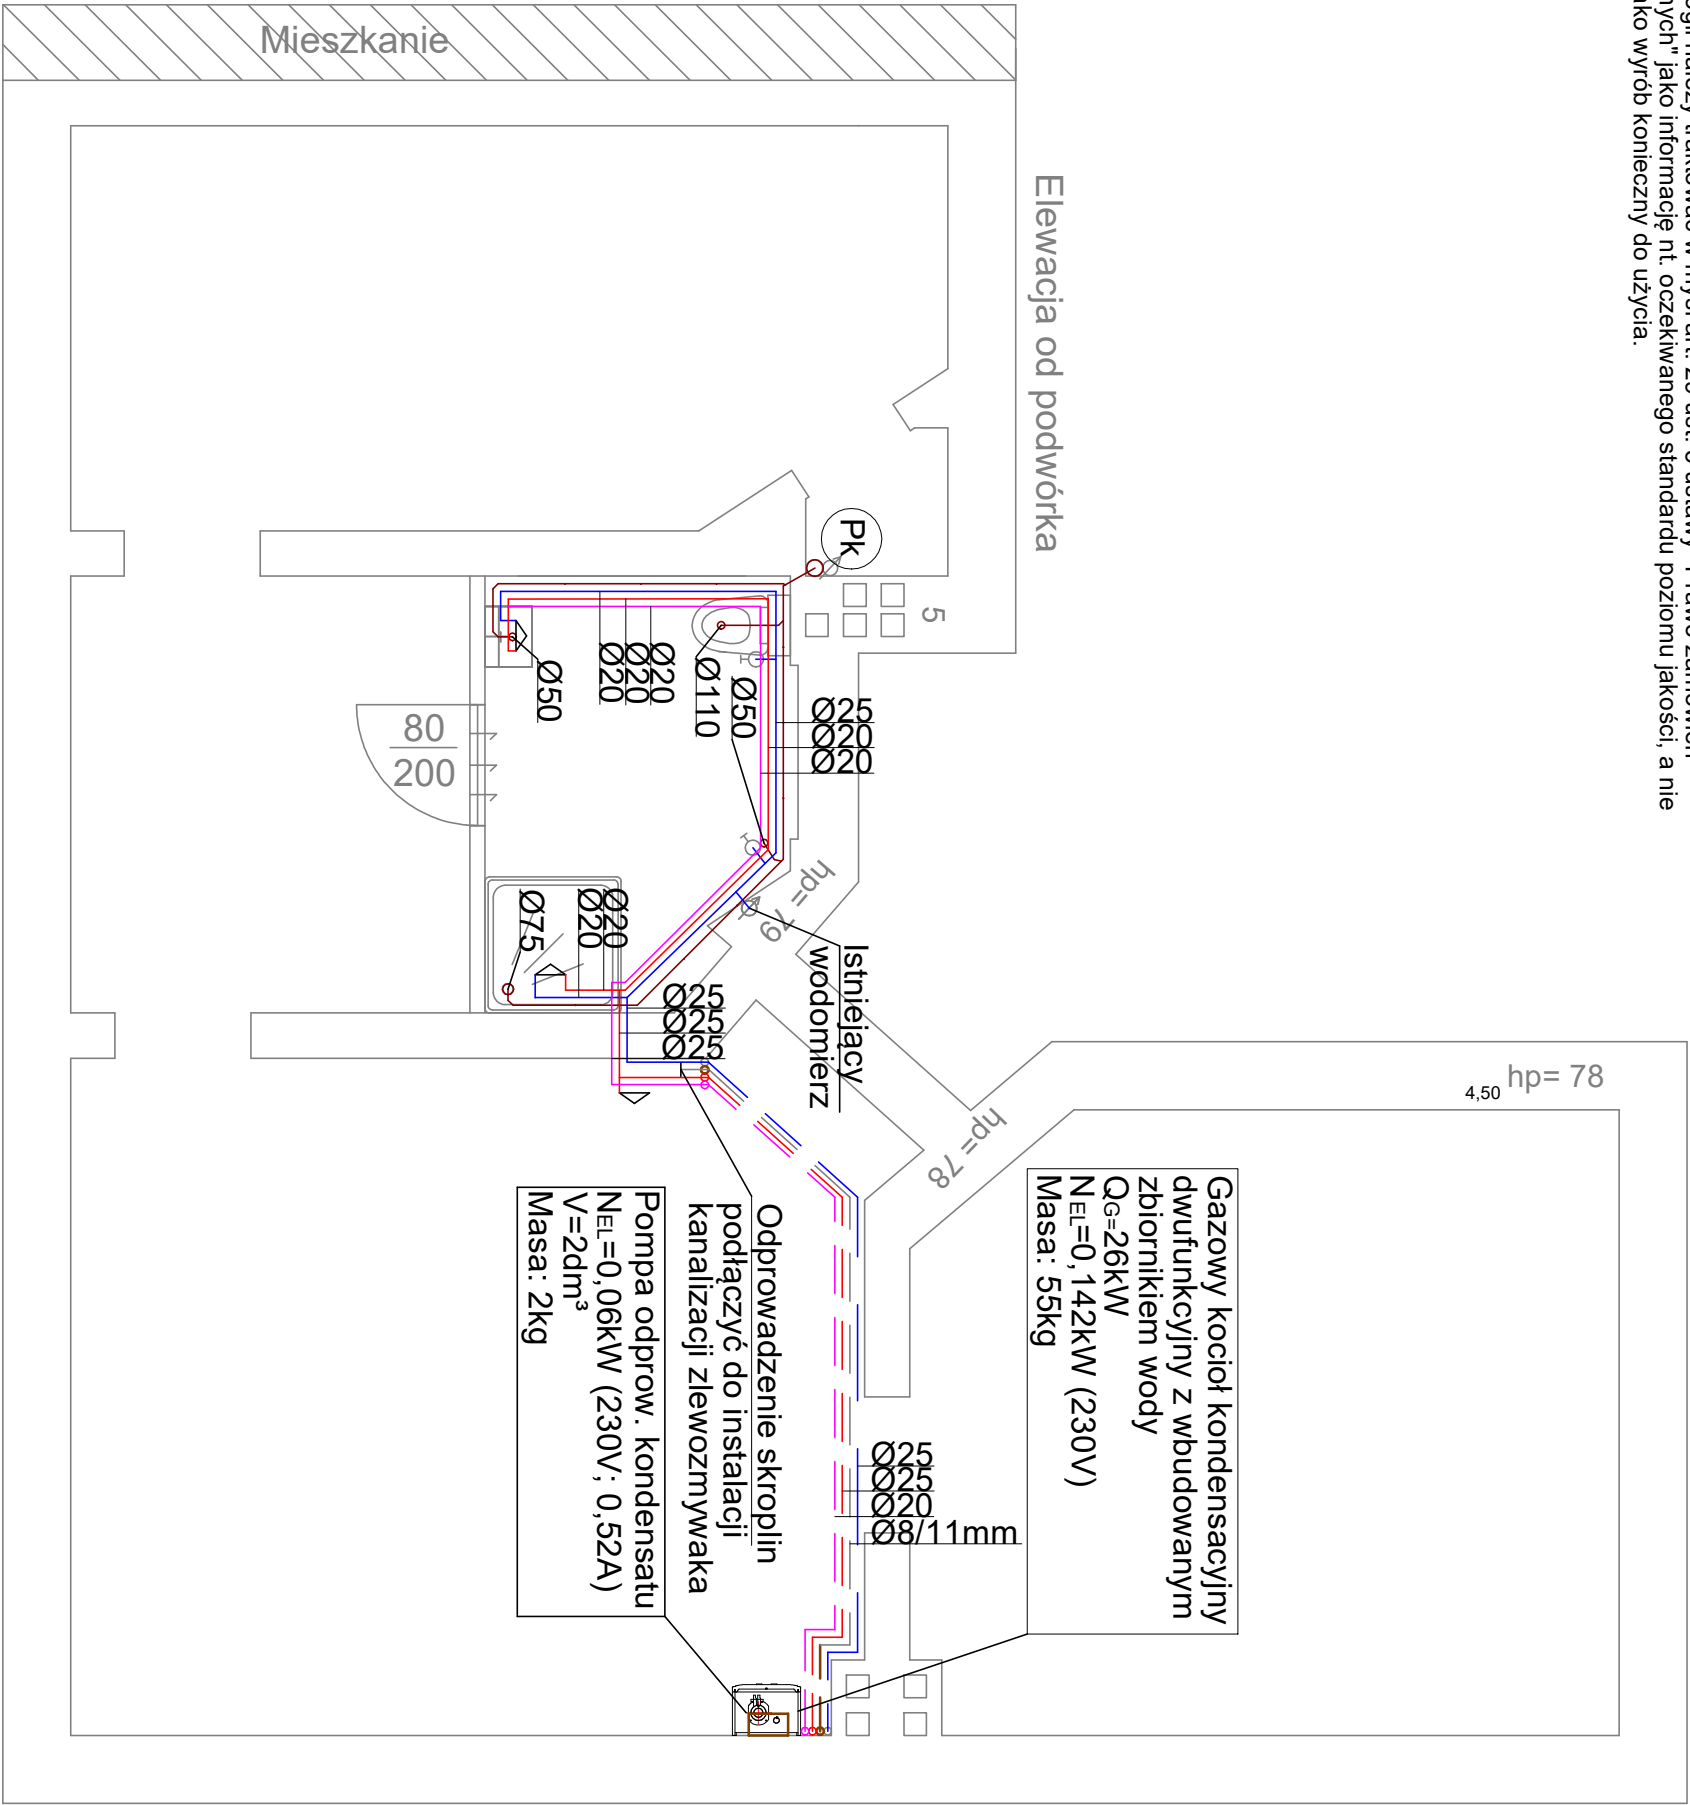 nych" jako informację nt. oczekiwanego standardu poziomu jakości, a nie
ako wyrób konieczny do użycia.
Mieszkanie
Elewacja od podwórka
Pk
5
Ø50
Ø20
Ø20
Ø20
Ø110
Ø50
Ø25
Ø20
Ø20
80
200
hp= 79
Ø75
Ø20
Ø20
Istniejący
wodomierz
Ø25
Ø25
Ø25
hp= 78
4,50
hp= 78
Gazowy kocioł kondensacyjny
dwufunkcyjny z wbudowanym
zbiornikiem wody
QG=26kW
NEL=0,142kW (230V)
Masa: 55kg
Odprowadzenie skroplin
podłączyć do instalacji
kanalizacji zlewozmywaka
Pompa odprow. kondensatu
NEL=0,06kW (230V; 0,52A)
V=2dm³
Masa: 2kg
Ø25
Ø25
Ø20
Ø8/11mm